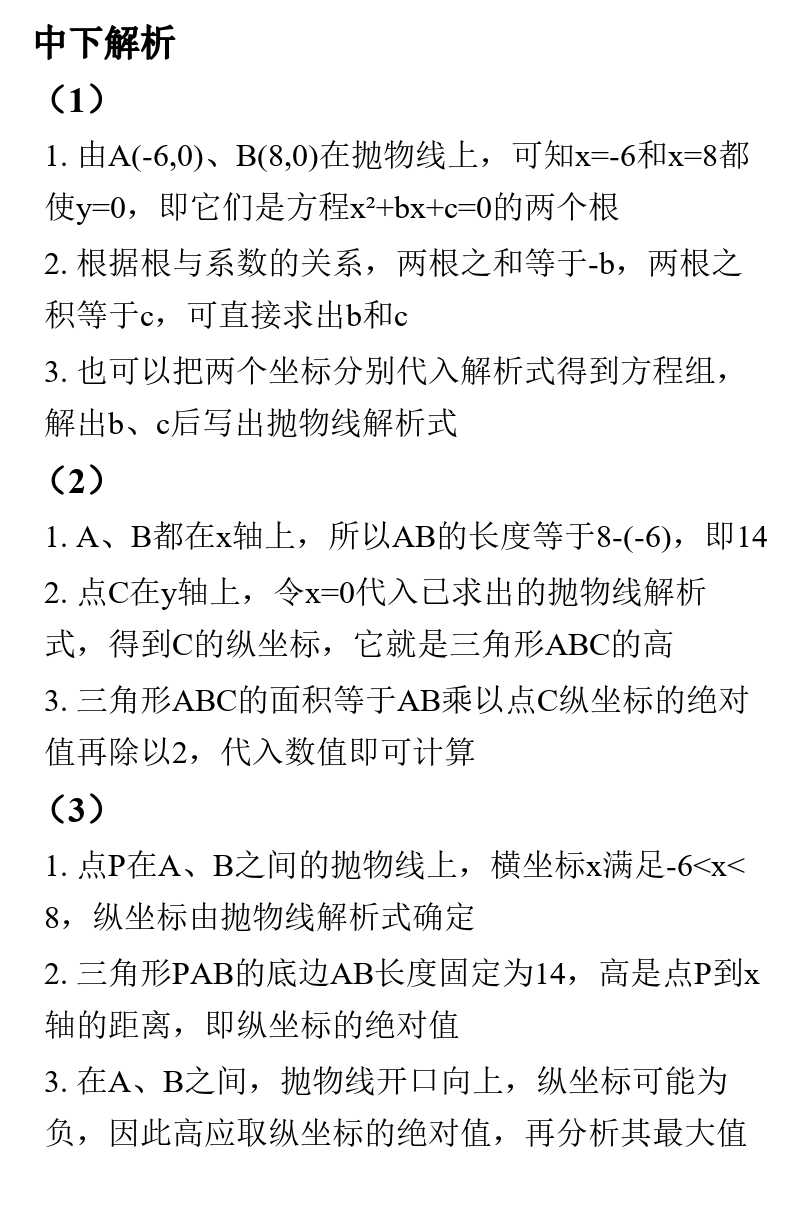 中下解析
（1）
1. 由A(-6,0)、B(8,0)在抛物线上，可知x=-6和x=8都
使y=0，即它们是方程x²+bx+c=0的两个根
2. 根据根与系数的关系，两根之和等于-b，两根之
积等于c，可直接求出b和c
3. 也可以把两个坐标分别代入解析式得到方程组，
解出b、c后写出抛物线解析式
（2）
1. A、B都在x轴上，所以AB的长度等于8-(-6)，即14
2. 点C在y轴上，令x=0代入已求出的抛物线解析
式，得到C的纵坐标，它就是三角形ABC的高
3. 三角形ABC的面积等于AB乘以点C纵坐标的绝对
值再除以2，代入数值即可计算
（3）
1. 点P在A、B之间的抛物线上，横坐标x满足-6<x<
8，纵坐标由抛物线解析式确定
2. 三角形PAB的底边AB长度固定为14，高是点P到x
轴的距离，即纵坐标的绝对值
3. 在A、B之间，抛物线开口向上，纵坐标可能为
负，因此高应取纵坐标的绝对值，再分析其最大值